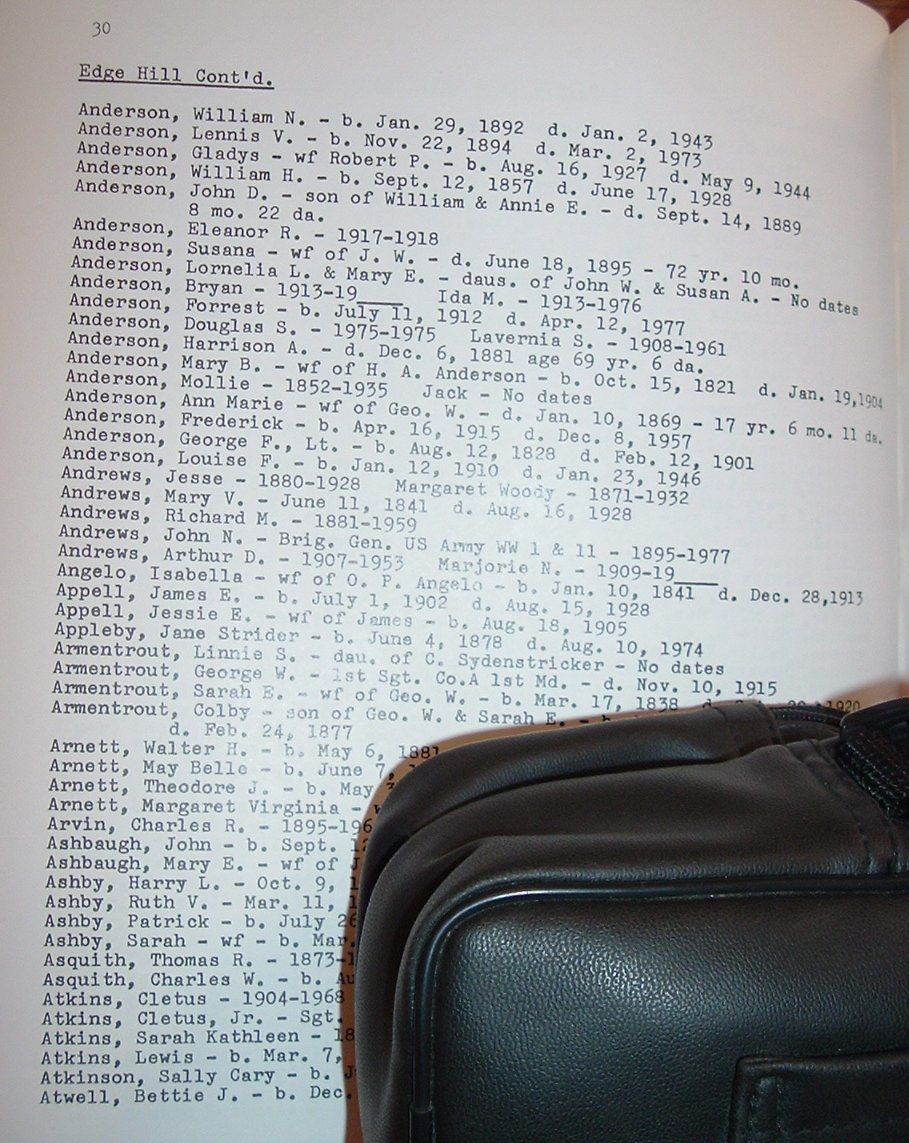 30
Edge Hill Cont'd.
Anderson, William N. - b. Jan. 29, 1892 d. Jan. 2, 1943
Anderson, Lennis V. - b. Nov. 22, 1894 d. Mar. 2, 1973
Anderson, Gladys - wf Robert P. - b. Aug. 16, 1927 d. May 9, 1944
Anderson, William H. - b. Sept. 12, 1857 d. June 17, 1928
Anderson, John D. - son of William & Annie E. - d. Sept. 14, 1889
8 mo. 22 da.
Anderson, Eleanor R. - 1917-1918
Anderson, Susana - wf of J. W. - d. June 18, 1895 - 72 yr. 10 mo.
Anderson, Lornelia L. & Mary E. - daus. of John W. & Susan A. - No dates
Anderson, Bryan - 1913-19____ Ida M. - 1913-1976
Anderson, Forrest - b. July 11, 1912 d. Apr. 12, 1977
Anderson, Douglas S. - 1975-1975 Lavernia S. - 1908-1961
Anderson, Harrison A. - d. Dec. 6, 1881 age 69 yr. 6 da.
Anderson, Mary B. - wf of H. A. Anderson - b. Oct. 15, 1821 d. Jan. 19,1904
Anderson, Mollie - 1852-1935 Jack - No dates
Anderson, Ann Marie - wf of Geo. W. - d. Jan. 10, 1869 - 17 yr. 6 mo. 11 da.
Anderson, Frederick - b. Apr. 16, 1915 d. Dec. 8, 1957
Anderson, George F., Lt. - b. Aug. 12, 1828 d. Feb. 12, 1901
Anderson, Louise F. - b. Jan. 12, 1910 d. Jan. 23, 1946
Andrews, Jesse - 1880-1928 Margaret Woody - 1871-1932
Andrews, Mary V. - June 11, 1841 d. Aug. 16, 1928
Andrews, Richard M. - 1881-1959
Andrews, John N. - Brig. Gen. US Army WW 1 & 11 - 1895-1977
Andrews, Arthur D. - 1907-1953 Marjorie N. - 1909-19____
Angelo, Isabella - wf of O. P. Angelo - b. Jan. 10, 1841 d. Dec. 28,1913
Appell, James E. - b. July 1, 1902 d. Aug. 15, 1928
Appell, Jessie E. - wf of James - b. Aug. 18, 1905
Appleby, Jane Strider - b. June 4, 1878 d. Aug. 10, 1974
Armentrout, Linnie S. - dau. of C. Sydenstricker - No dates
Armentrout, George W. - 1st Sgt. Co.A 1st Md. - d. Nov. 10, 1915
Armentrout, Sarah E. - wf of Geo. W. - b. Mar. 17, 1838 d. 1920
Armentrout, Colby - son of Geo. W. & Sarah E. -
d. Feb. 24, 1877
Arnett, Walter H. - b. May 6, 1881
Arnett, May Belle - b. June 7,
Arnett, Theodore J. - b. May
Arnett, Margaret Virginia -
Arvin, Charles R. - 1895-196
Ashbaugh, John - b. Sept.
Ashbaugh, Mary E. - wf of
Ashby, Harry L. - Oct. 9,
Ashby, Ruth V. - Mar. 11,
Ashby, Patrick - b. July
Ashby, Sarah - wf - b. Mar.
Asquith, Thomas R. - 1873-
Asquith, Charles W. - b.
Atkins, Cletus - 1904-1968
Atkins, Cletus, Jr. - Sgt.
Atkins, Sarah Kathleen -
Atkins, Lewis - b. Mar. 7,
Atkinson, Sally Cary - b.
Atwell, Bettie J. - b. Dec.